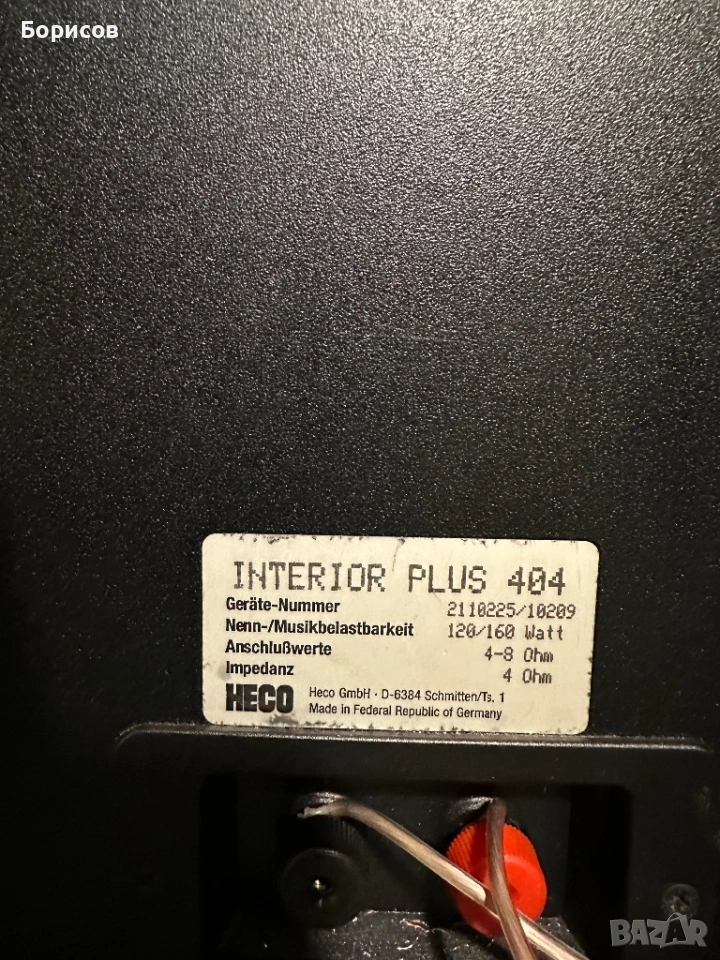 Борисов
INTERIOR PLUS 404
Geräte-Nummer 2110225/10209
Nenn-/Musikbelastbarkeit 120/160 Watt
Anschlußwerte 4-8 Ohm
Impedanz 4 Ohm
HECO Heco GmbH · D-6384 Schmitten/Ts. 1
Made in Federal Republic of Germany
BAZAR